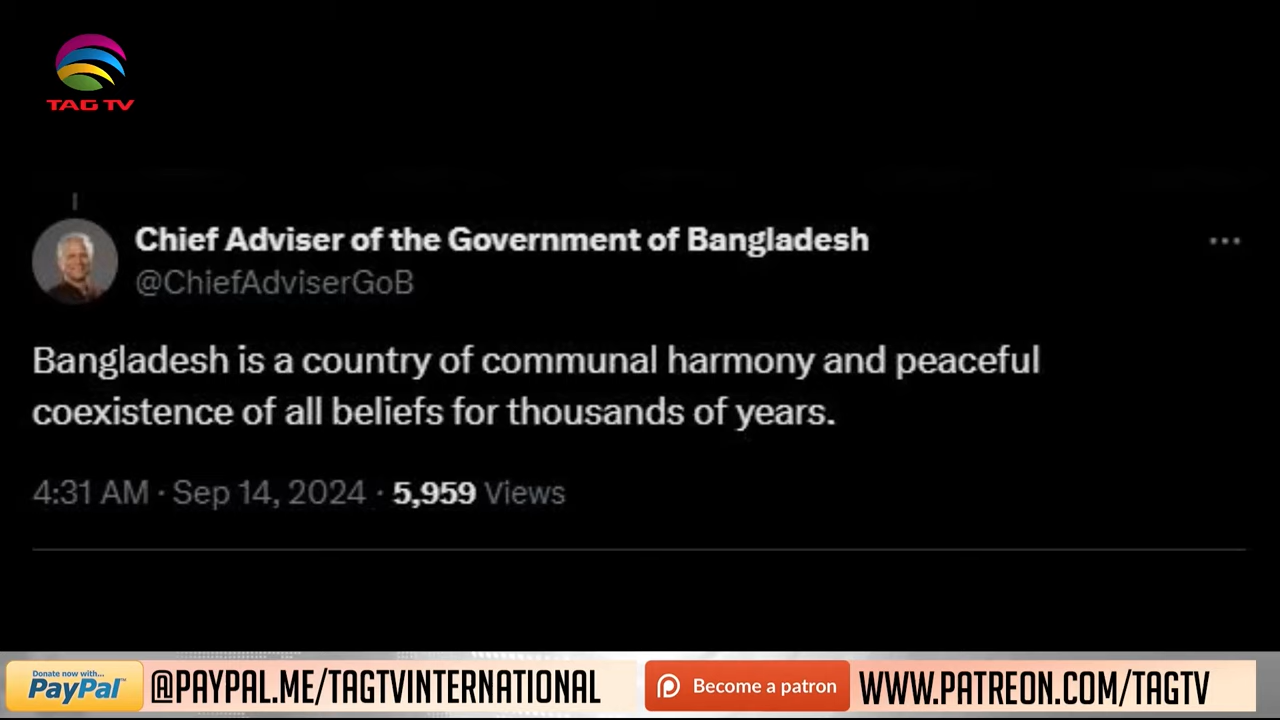 TAG TV
Chief Adviser of the Government of Bangladesh
@ChiefAdviserGoB
Bangladesh is a country of communal harmony and peaceful
coexistence of all beliefs for thousands of years.
4:31 AM · Sep 14, 2024 · 5,959 Views
Donate now with...
PayPal™
@PAYPAL.ME/TAGTVINTERNATIONAL
Become a patron
WWW.PATREON.COM/TAGTV